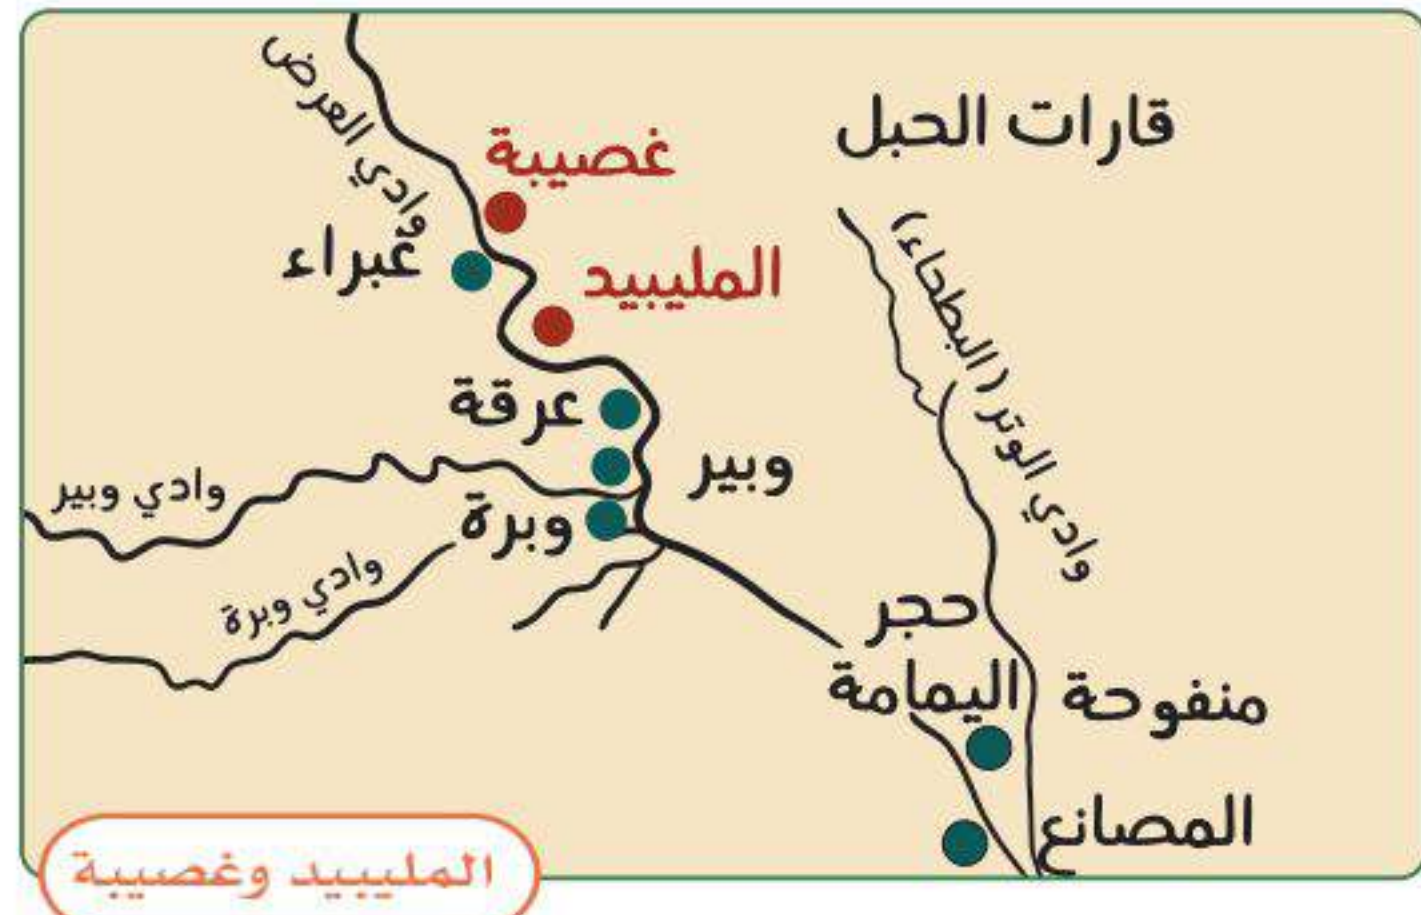 وادي العرض
غصيبة
قارات الحبل
غبراء
المليبيد
وادي الوتر (البطحاء)
عرقة
وبير
وادي وبير
وبرة
وادي وبرة
حجر
اليمامة
منفوحة
المصانع
المليبيد وغصيبة